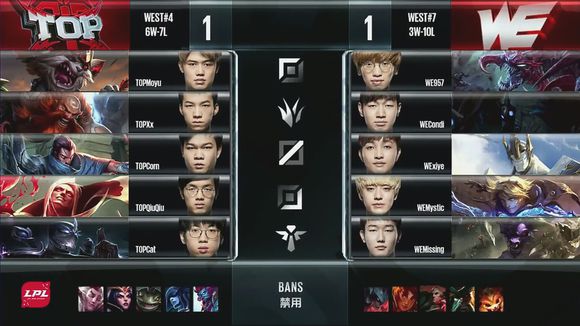 TOP
WEST#4
6W-7L
1
1
WEST#7
3W-10L
WE
TOPMoyu
WE957
TOPXx
WECondi
TOPCorn
WExiye
TOPQiuQiu
WEMystic
TOPCat
WEMissing
LPL
BANS
禁用